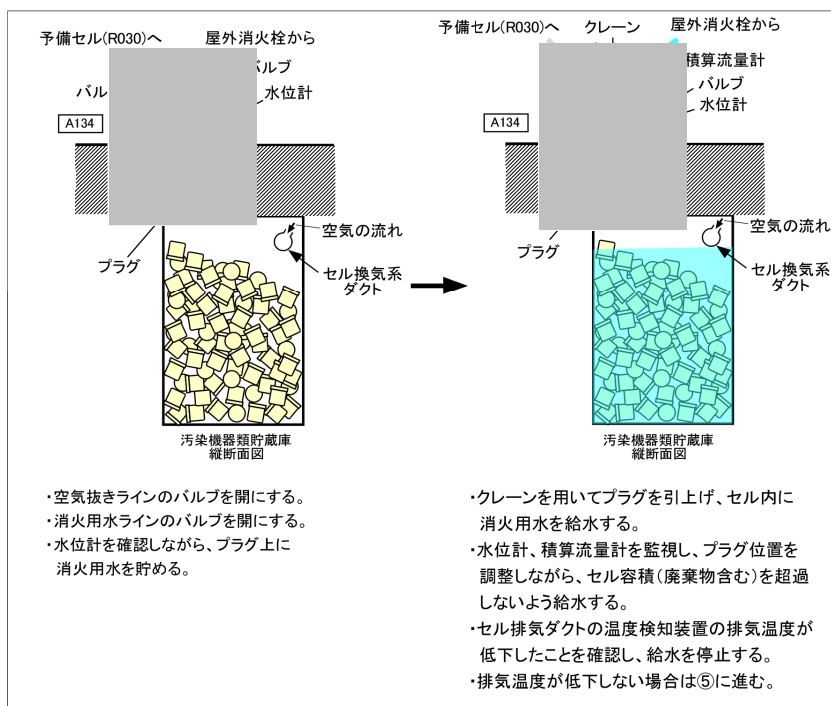 予備セル(R030)へ
屋外消火栓から
バルブ
水位計
A134
空気の流れ
プラグ
セル換気系
ダクト
汚染機器類貯蔵庫
縦断面図
・空気抜きラインのバルブを開にする。
・消火用水ラインのバルブを開にする。
・水位計を確認しながら、プラグ上に
消火用水を貯める。
予備セル(R030)へ
クレーン
屋外消火栓から
積算流量計
バルブ
水位計
A134
空気の流れ
プラグ
セル換気系
ダクト
汚染機器類貯蔵庫
縦断面図
・クレーンを用いてプラグを引上げ、セル内に
消火用水を給水する。
・水位計、積算流量計を監視し、プラグ位置を
調整しながら、セル容積(廃棄物含む)を超過
しないよう給水する。
・セル排気ダクトの温度検知装置の排気温度が
低下したことを確認し、給水を停止する。
・排気温度が低下しない場合は⑤に進む。